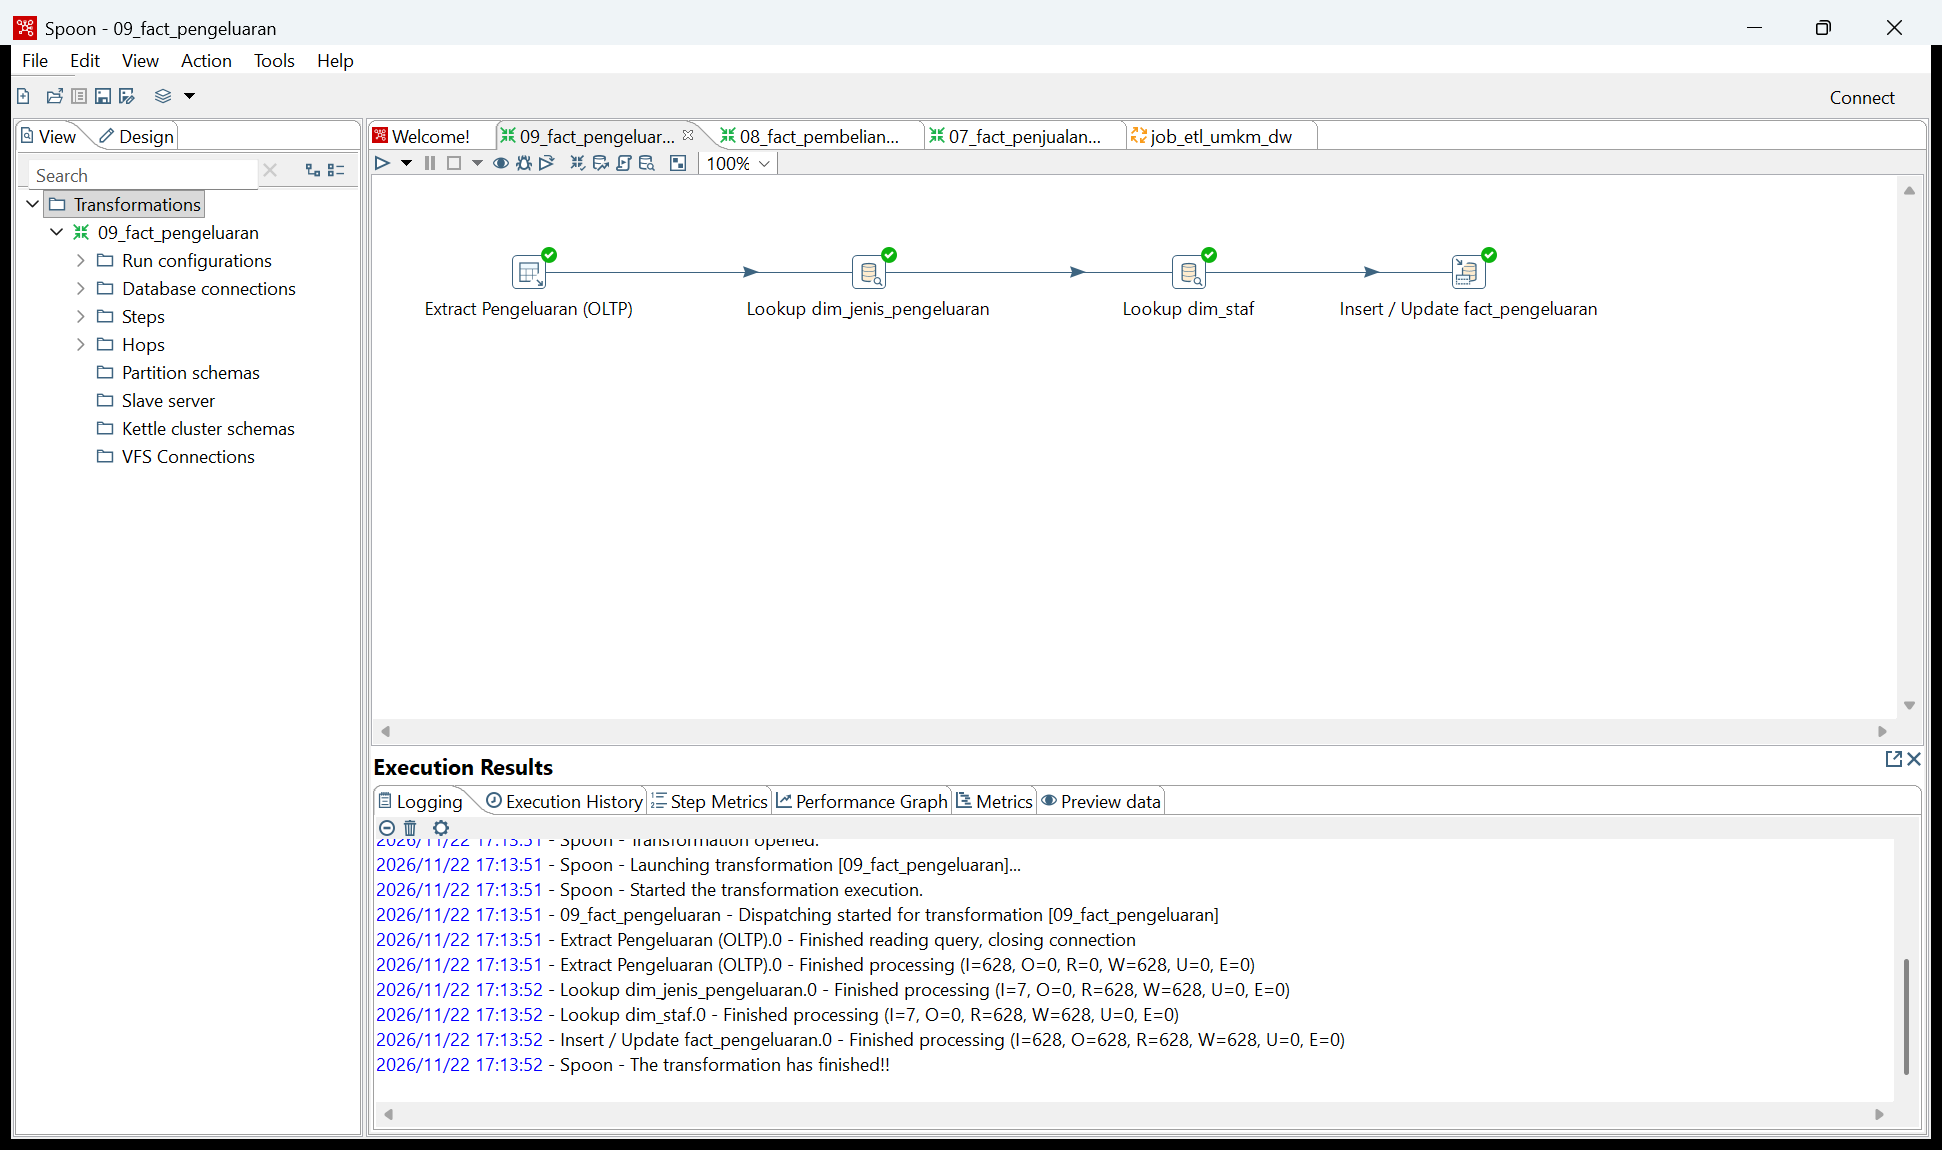 Spoon - 09_fact_pengeluaran
File Edit View Action Tools Help
Connect
View Design
Search
Transformations
09_fact_pengeluaran
Run configurations
Database connections
Steps
Hops
Partition schemas
Slave server
Kettle cluster schemas
VFS Connections
Welcome! 09_fact_pengeluar... 08_fact_pembelian... 07_fact_penjualan... job_etl_umkm_dw
100%
Extract Pengeluaran (OLTP) Lookup dim_jenis_pengeluaran Lookup dim_staf Insert / Update fact_pengeluaran
Execution Results
Logging Execution History Step Metrics Performance Graph Metrics Preview data
2026/11/22 17:13:51 - Spoon - Transformation opened.
2026/11/22 17:13:51 - Spoon - Launching transformation [09_fact_pengeluaran]...
2026/11/22 17:13:51 - Spoon - Started the transformation execution.
2026/11/22 17:13:51 - 09_fact_pengeluaran - Dispatching started for transformation [09_fact_pengeluaran]
2026/11/22 17:13:51 - Extract Pengeluaran (OLTP).0 - Finished reading query, closing connection
2026/11/22 17:13:51 - Extract Pengeluaran (OLTP).0 - Finished processing (I=628, O=0, R=0, W=628, U=0, E=0)
2026/11/22 17:13:52 - Lookup dim_jenis_pengeluaran.0 - Finished processing (I=7, O=0, R=628, W=628, U=0, E=0)
2026/11/22 17:13:52 - Lookup dim_staf.0 - Finished processing (I=7, O=0, R=628, W=628, U=0, E=0)
2026/11/22 17:13:52 - Insert / Update fact_pengeluaran.0 - Finished processing (I=628, O=628, R=628, W=628, U=0, E=0)
2026/11/22 17:13:52 - Spoon - The transformation has finished!!